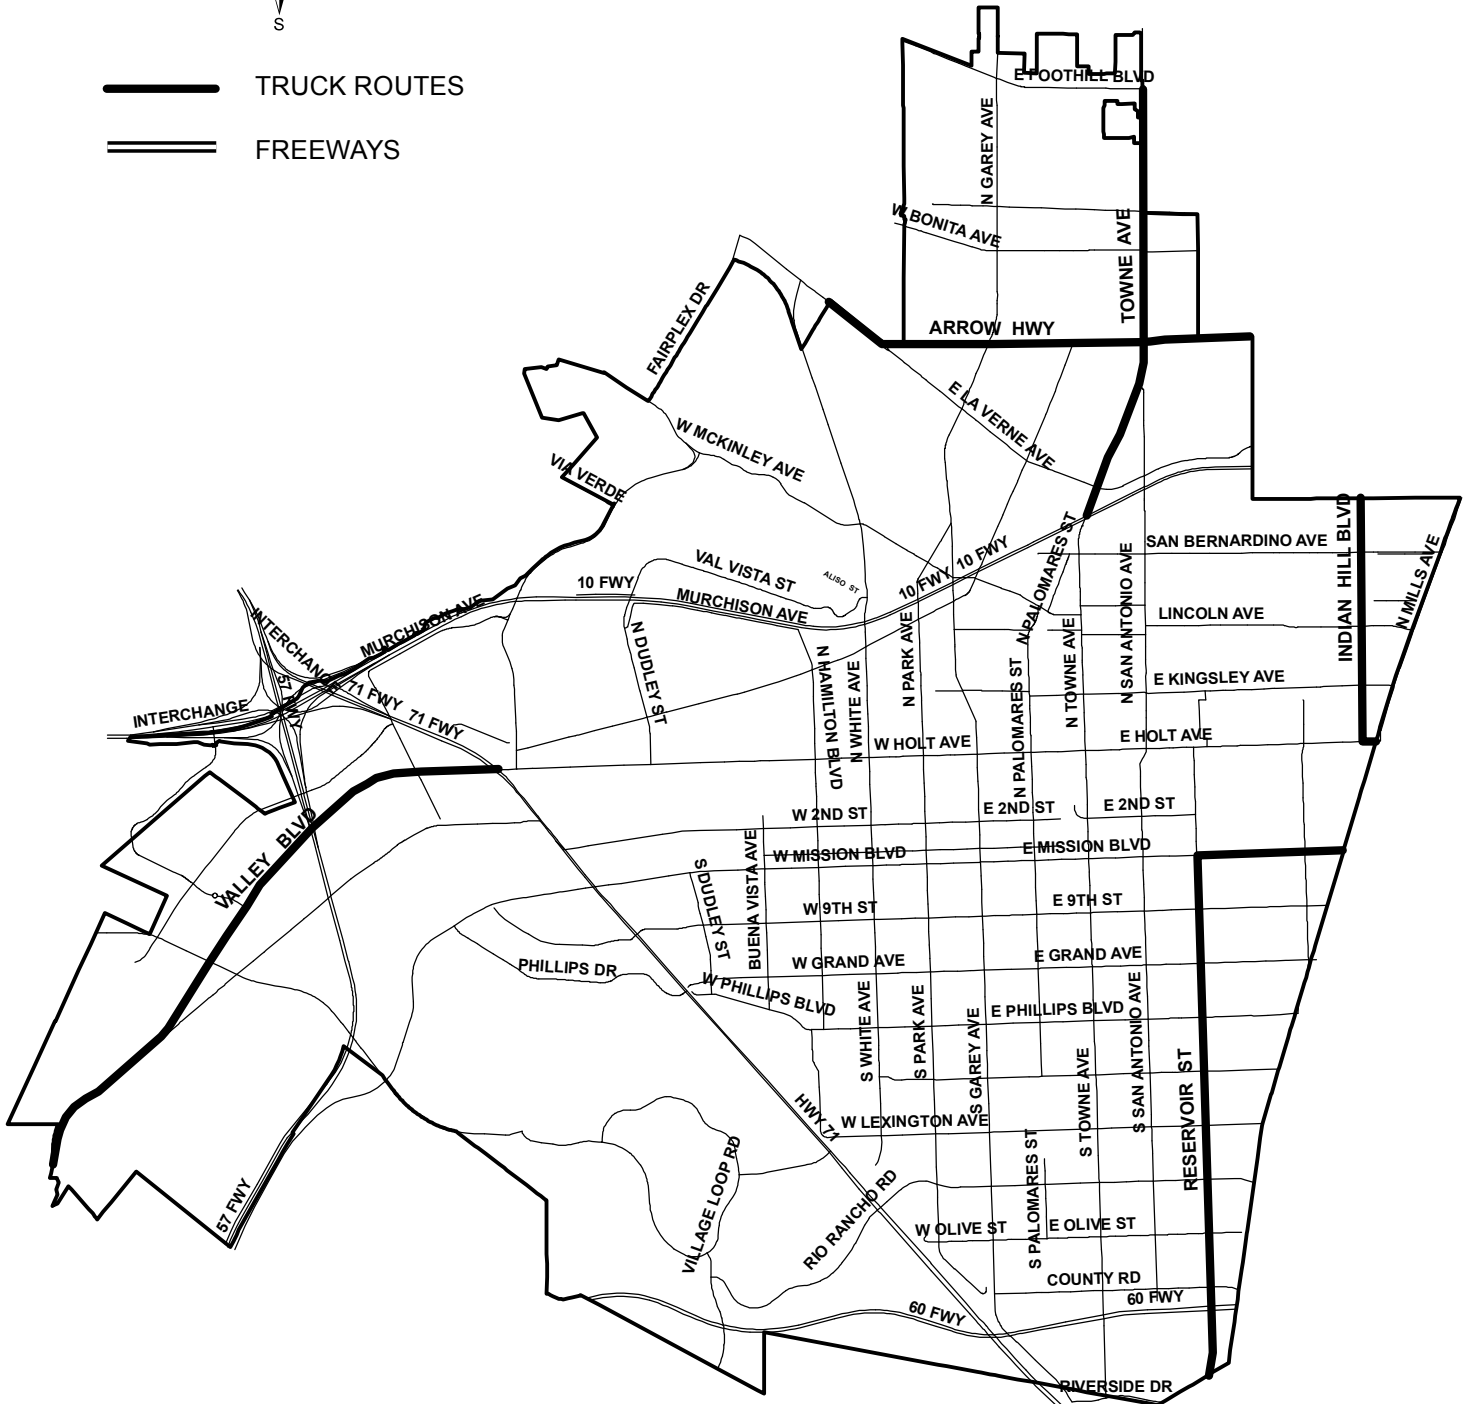 S
TRUCK ROUTES
FREEWAYS
E FOOTHILL BLVD
N GAREY AVE
W BONITA AVE
TOWNE AVE
ARROW HWY
FAIRPLEX DR
E LA VERNE AVE
W MCKINLEY AVE
VIA VERDE
INDIAN HILL BLVD
N PALOMARES ST
SAN BERNARDINO AVE
N MILLS AVE
N SAN ANTONIO AVE
10 FWY
10 FWY
10 FWY
VAL VISTA ST
ALISO ST
MURCHISON AVE
MURCHISON AVE
INTERCHANGE
LINCOLN AVE
N DUDLEY ST
N HAMILTON BLVD
N WHITE AVE
N PARK AVE
N PALOMARES ST
N TOWNE AVE
E KINGSLEY AVE
57 FWY
71 FWY
71 FWY
INTERCHANGE
W HOLT AVE
E HOLT AVE
W 2ND ST
E 2ND ST
E 2ND ST
VALLEY BLVD
BUENA VISTA AVE
W MISSION BLVD
E MISSION BLVD
S DUDLEY ST
W 9TH ST
E 9TH ST
PHILLIPS DR
W GRAND AVE
E GRAND AVE
W PHILLIPS BLVD
E PHILLIPS BLVD
S WHITE AVE
S PARK AVE
S GAREY AVE
S SAN ANTONIO AVE
S TOWNE AVE
RESERVOIR ST
HWY 71
W LEXINGTON AVE
VILLAGE LOOP RD
S PALOMARES ST
57 FWY
RIO RANCHO RD
W OLIVE ST
E OLIVE ST
COUNTY RD
60 FWY
60 FWY
RIVERSIDE DR